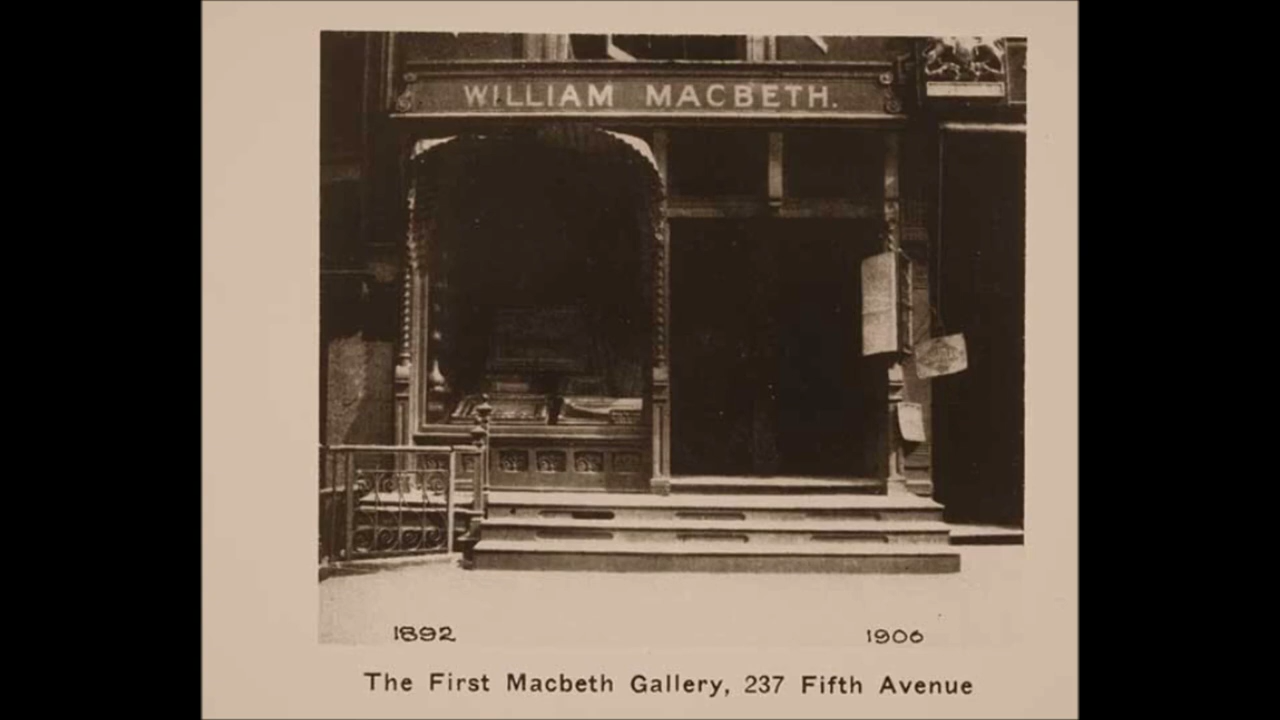 WILLIAM MACBETH.
1892 1906
The First Macbeth Gallery, 237 Fifth Avenue